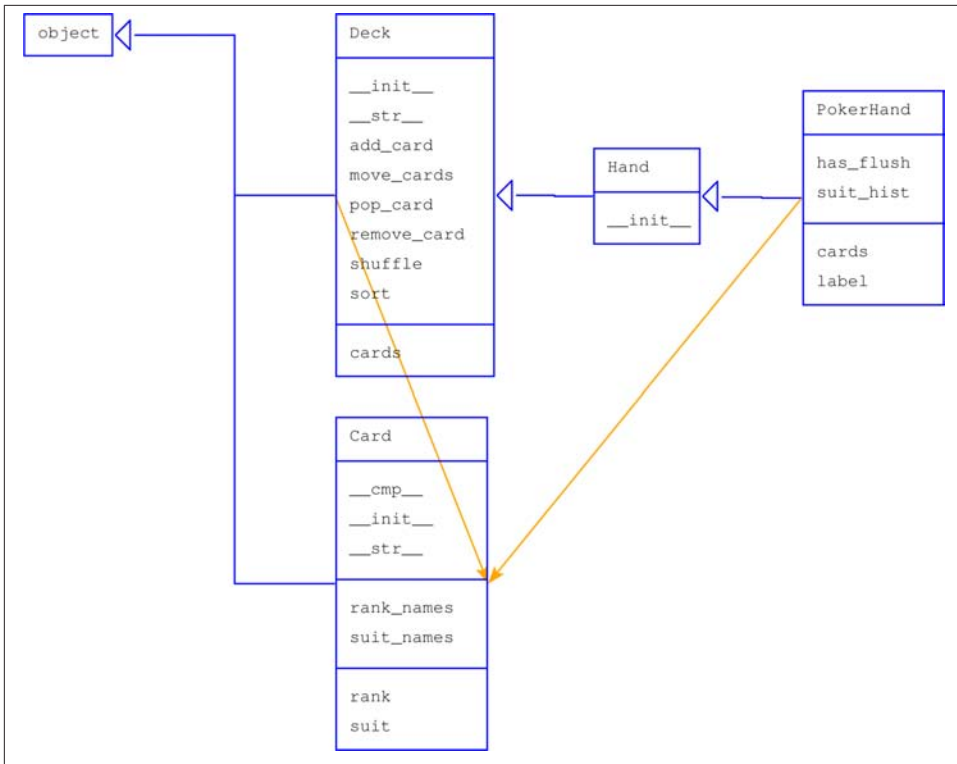 object
Deck
__init__
__str__
add_card
move_cards
pop_card
remove_card
shuffle
sort
cards
Hand
__init__
PokerHand
has_flush
suit_hist
cards
label
Card
__cmp__
__init__
__str__
rank_names
suit_names
rank
suit